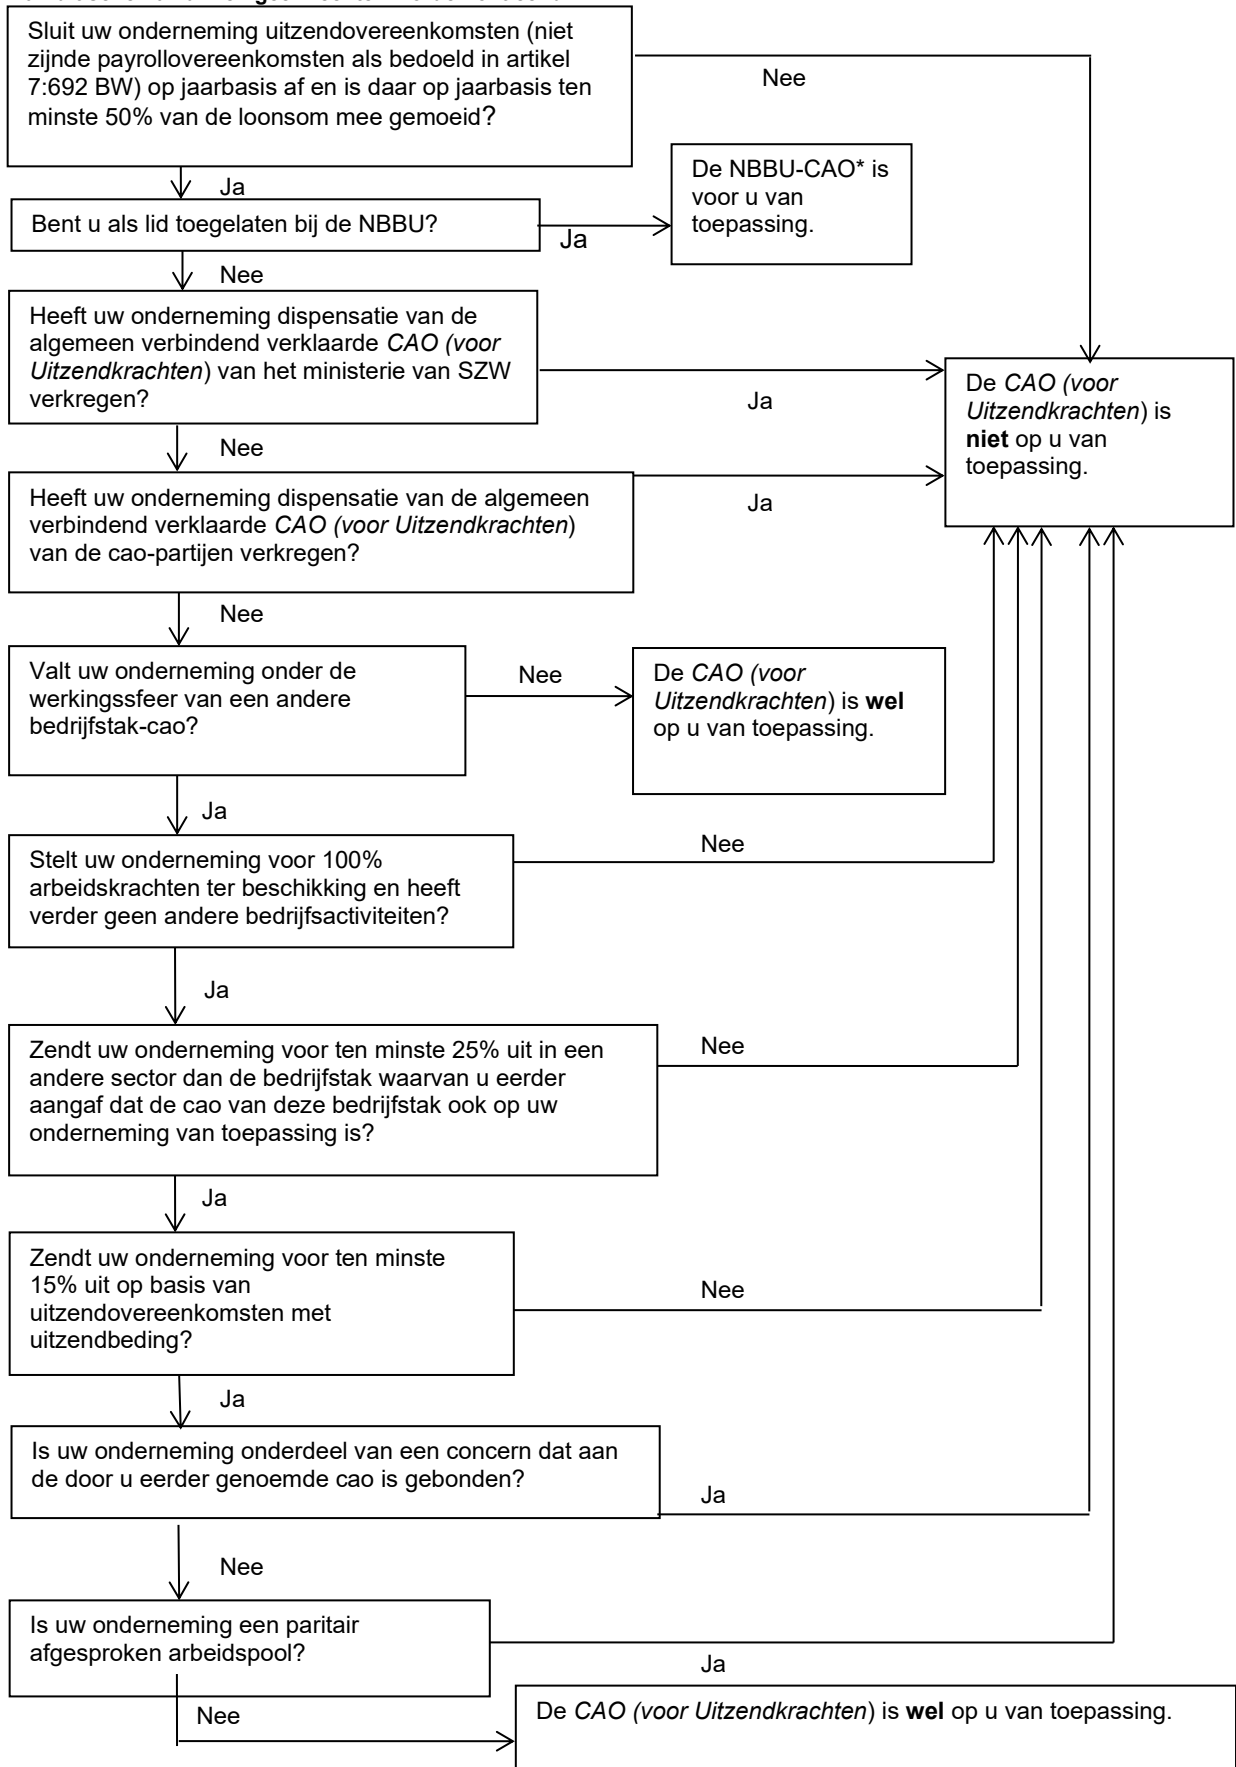 Sluit uw onderneming uitzendovereenkomsten (niet
zijnde payrollovereenkomsten als bedoeld in artikel
7:692 BW) op jaarbasis af en is daar op jaarbasis ten
minste 50% van de loonsom mee gemoeid?
Nee
Ja
De NBBU-CAO* is
voor u van
toepassing.
Bent u als lid toegelaten bij de NBBU?
Ja
Nee
Heeft uw onderneming dispensatie van de
algemeen verbindend verklaarde CAO (voor
Uitzendkrachten) van het ministerie van SZW
verkregen?
Ja
De CAO (voor
Uitzendkrachten) is
niet op u van
toepassing.
Nee
Heeft uw onderneming dispensatie van de algemeen
verbindend verklaarde CAO (voor Uitzendkrachten)
van de cao-partijen verkregen?
Ja
Nee
Valt uw onderneming onder de
werkingssfeer van een andere
bedrijfstak-cao?
Nee
De CAO (voor
Uitzendkrachten) is wel
op u van toepassing.
Ja
Stelt uw onderneming voor 100%
arbeidskrachten ter beschikking en heeft
verder geen andere bedrijfsactiviteiten?
Nee
Ja
Zendt uw onderneming voor ten minste 25% uit in een
andere sector dan de bedrijfstak waarvan u eerder
aangaf dat de cao van deze bedrijfstak ook op uw
onderneming van toepassing is?
Nee
Ja
Zendt uw onderneming voor ten minste
15% uit op basis van
uitzendovereenkomsten met
uitzendbeding?
Nee
Ja
Is uw onderneming onderdeel van een concern dat aan
de door u eerder genoemde cao is gebonden?
Ja
Nee
Is uw onderneming een paritair
afgesproken arbeidspool?
Ja
Nee
De CAO (voor Uitzendkrachten) is wel op u van toepassing.